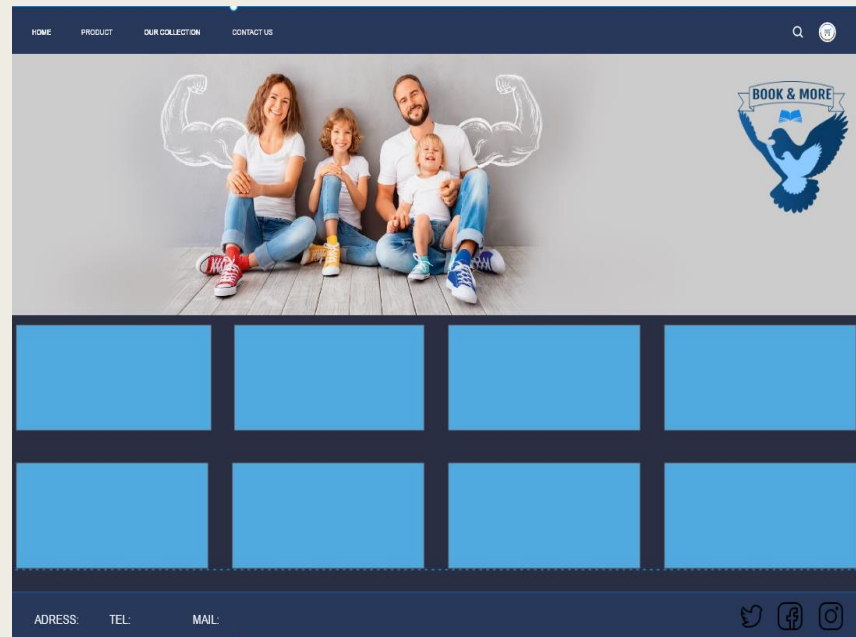 HOME PRODUCT OUR COLLECTION CONTACT US
BOOK & MORE
ADRESS: TEL: MAIL: